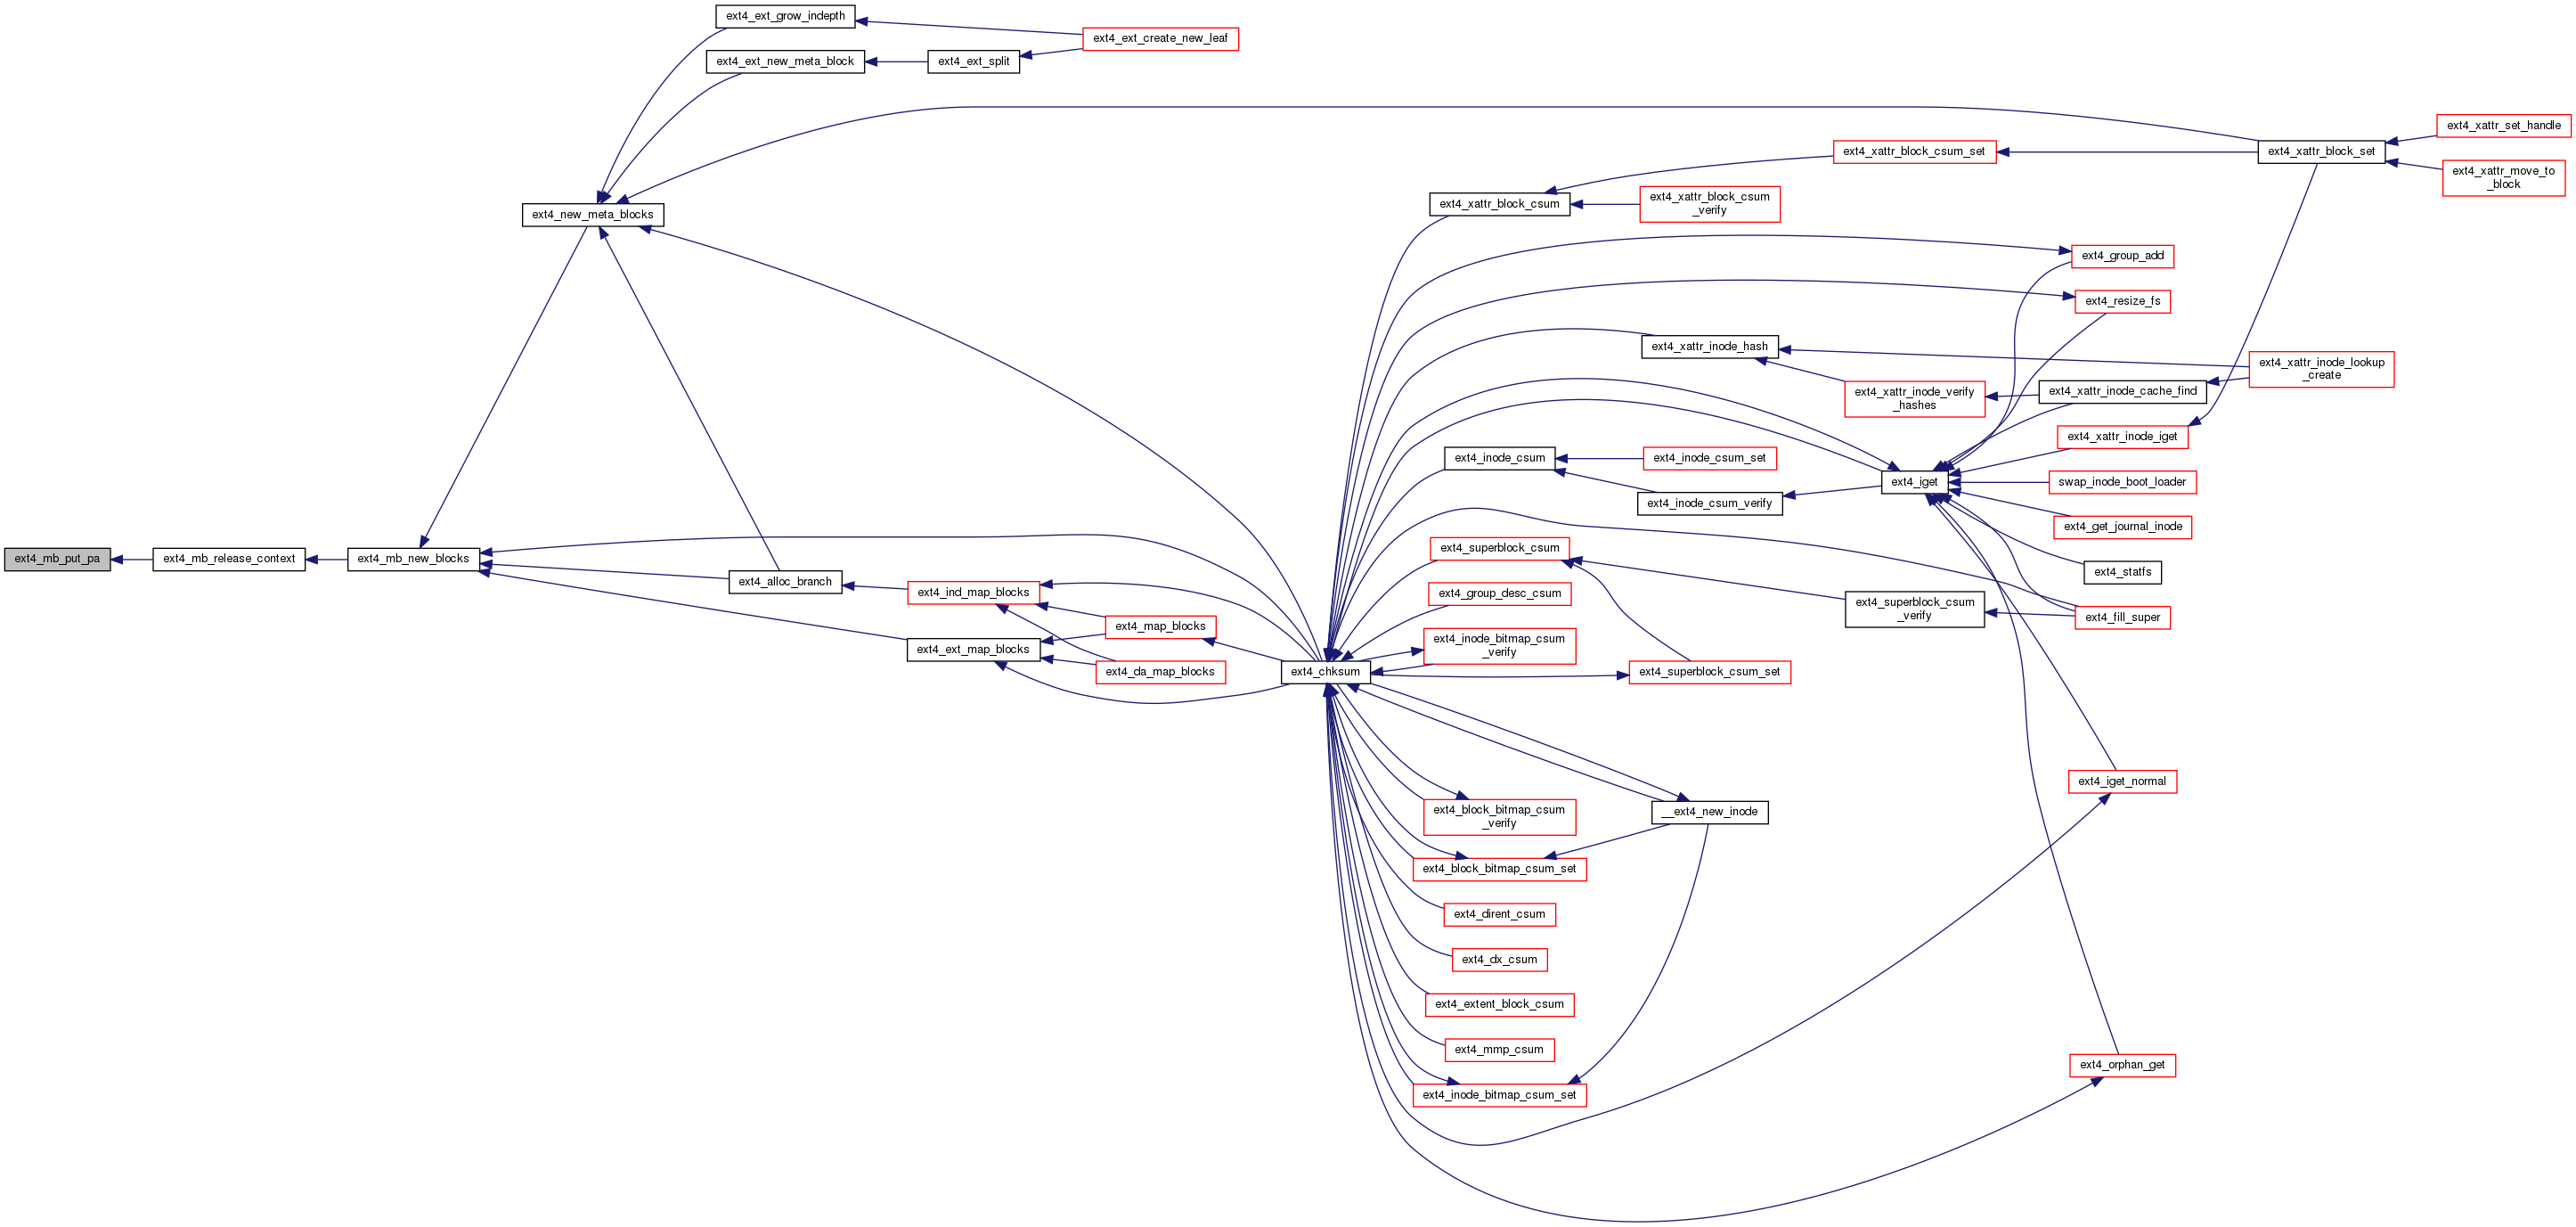 ext4_ext_grow_indepth
ext4_ext_create_new_leaf
ext4_ext_new_meta_block
ext4_ext_split
ext4_xattr_set_handle
ext4_xattr_block_csum_set
ext4_xattr_block_set
ext4_xattr_move_to
_block
ext4_new_meta_blocks
ext4_xattr_block_csum
ext4_xattr_block_csum
_verify
ext4_group_add
ext4_resize_fs
ext4_xattr_inode_hash
ext4_xattr_inode_lookup
_create
ext4_xattr_inode_verify
_hashes
ext4_xattr_inode_cache_find
ext4_xattr_inode_iget
ext4_inode_csum
ext4_inode_csum_set
ext4_iget
swap_inode_boot_loader
ext4_inode_csum_verify
ext4_get_journal_inode
ext4_mb_put_pa
ext4_mb_release_context
ext4_mb_new_blocks
ext4_superblock_csum
ext4_statfs
ext4_alloc_branch
ext4_ind_map_blocks
ext4_group_desc_csum
ext4_superblock_csum
_verify
ext4_fill_super
ext4_map_blocks
ext4_ext_map_blocks
ext4_inode_bitmap_csum
_verify
ext4_da_map_blocks
ext4_chksum
ext4_superblock_csum_set
ext4_iget_normal
ext4_block_bitmap_csum
_verify
__ext4_new_inode
ext4_block_bitmap_csum_set
ext4_dirent_csum
ext4_dx_csum
ext4_extent_block_csum
ext4_mmp_csum
ext4_orphan_get
ext4_inode_bitmap_csum_set